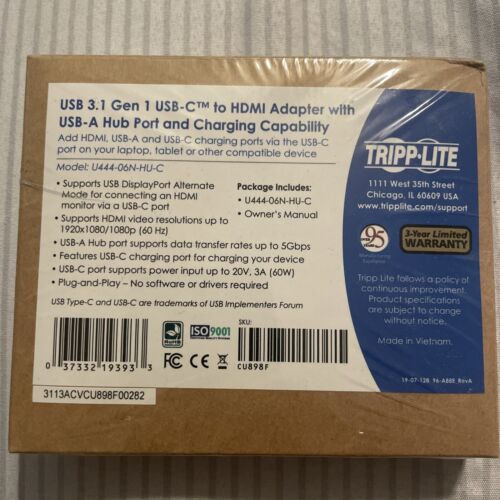 USB 3.1 Gen 1 USB-C™ to HDMI Adapter with
USB-A Hub Port and Charging Capability
Add HDMI, USB-A and USB-C charging ports via the USB-C
port on your laptop, tablet or other compatible device
Model: U444-06N-HU-C
• Supports USB DisplayPort Alternate
Mode for connecting an HDMI
monitor via a USB-C port
• Supports HDMI video resolutions up to
1920x1080/1080p (60 Hz)
• USB-A Hub port supports data transfer rates up to 5Gbps
• Features USB-C charging port for charging your device
• USB-C port supports power input up to 20V, 3A (60W)
• Plug-and-Play — No software or drivers required
Package Includes:
• U444-06N-HU-C
• Owner's Manual
USB Type-C and USB-C are trademarks of USB Implementers Forum
0 37332 19393 3
RoHS
ISO9001
FC CE
SKU:
CU898F
3113ACVCU898F00282
TRIPP·LITE
1111 West 35th Street
Chicago, IL 60609 USA
www.tripplite.com/support
95
Manufacturing
Excellence
3-Year Limited
WARRANTY
Tripp Lite follows a policy of
continuous improvement.
Product specifications
are subject to change
without notice.
Made in Vietnam.
19-07-128 96-A88E_RevA